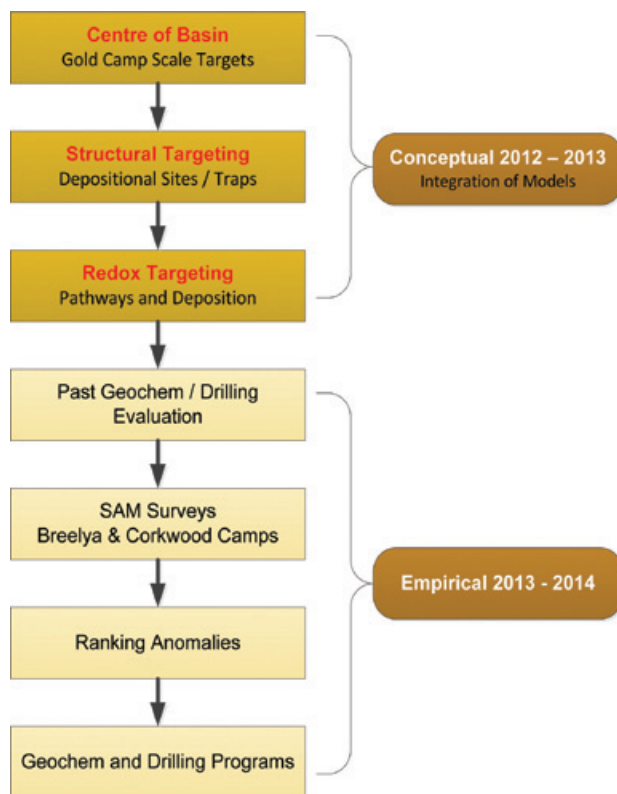 Centre of Basin
Gold Camp Scale Targets
Structural Targeting
Depositional Sites / Traps
Redox Targeting
Pathways and Deposition
Conceptual 2012 – 2013
Integration of Models
Past Geochem / Drilling
Evaluation
SAM Surveys
Breelya & Corkwood Camps
Ranking Anomalies
Geochem and Drilling Programs
Empirical 2013 - 2014